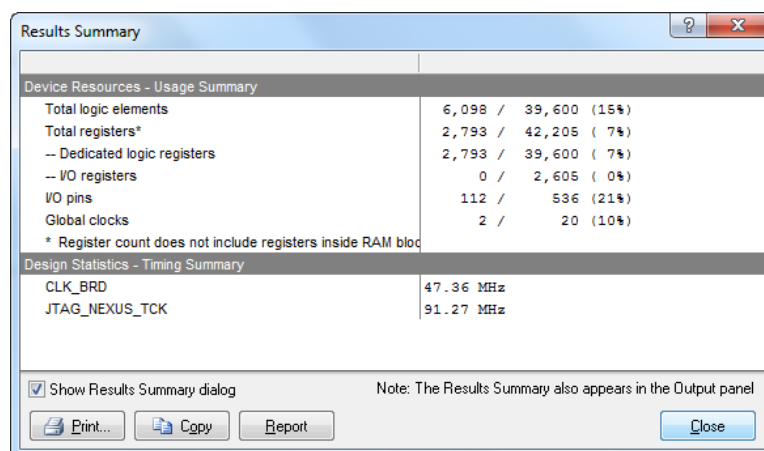 Results Summary
Device Resources - Usage Summary
Total logic elements 6,098 / 39,600 (15%)
Total registers* 2,793 / 42,205 ( 7%)
-- Dedicated logic registers 2,793 / 39,600 ( 7%)
-- I/O registers 0 / 2,605 ( 0%)
I/O pins 112 / 536 (21%)
Global clocks 2 / 20 (10%)
* Register count does not include registers inside RAM bloc
Design Statistics - Timing Summary
CLK_BRD 47.36 MHz
JTAG_NEXUS_TCK 91.27 MHz
Show Results Summary dialog Note: The Results Summary also appears in the Output panel
Print... Copy Report Close